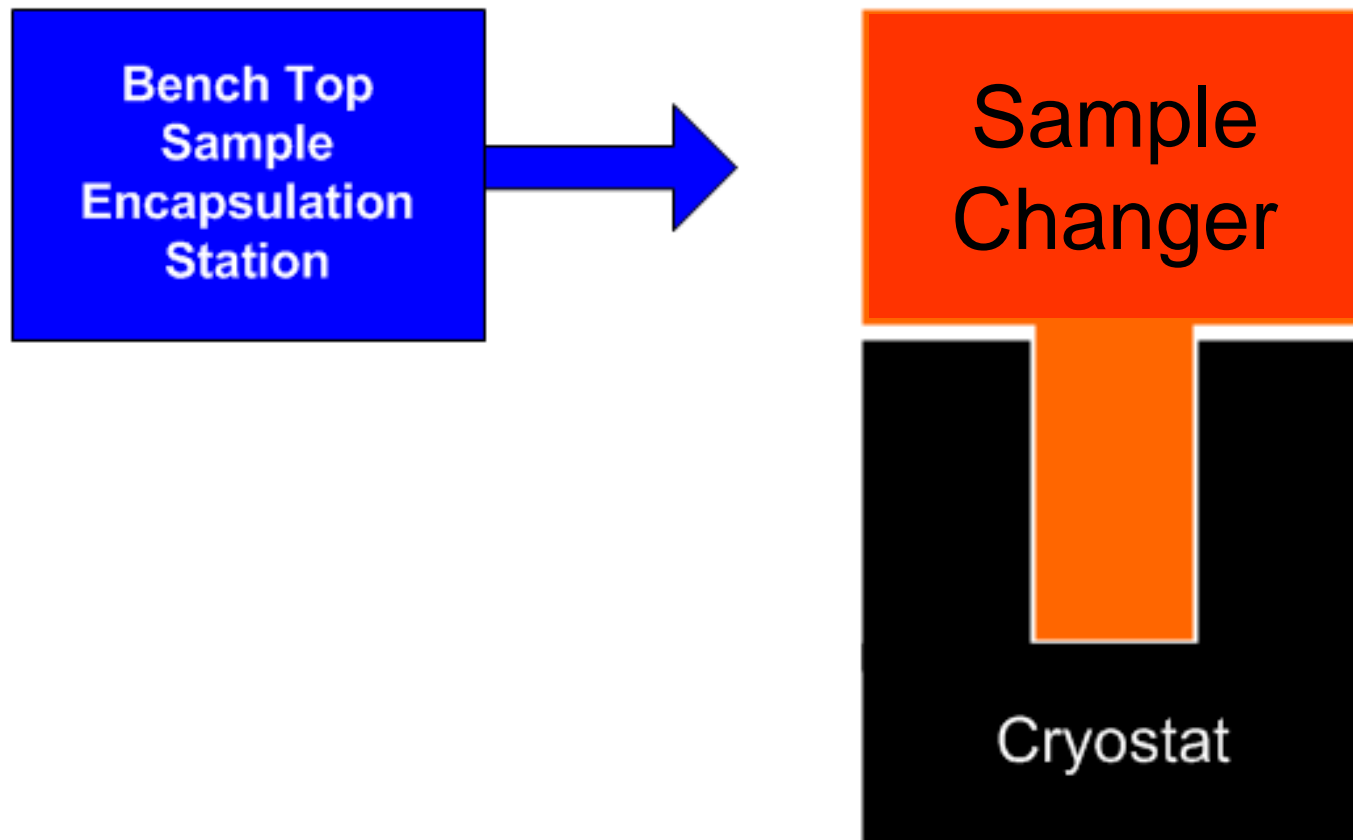 Bench Top
Sample
Encapsulation
Station
Sample
Changer
Cryostat